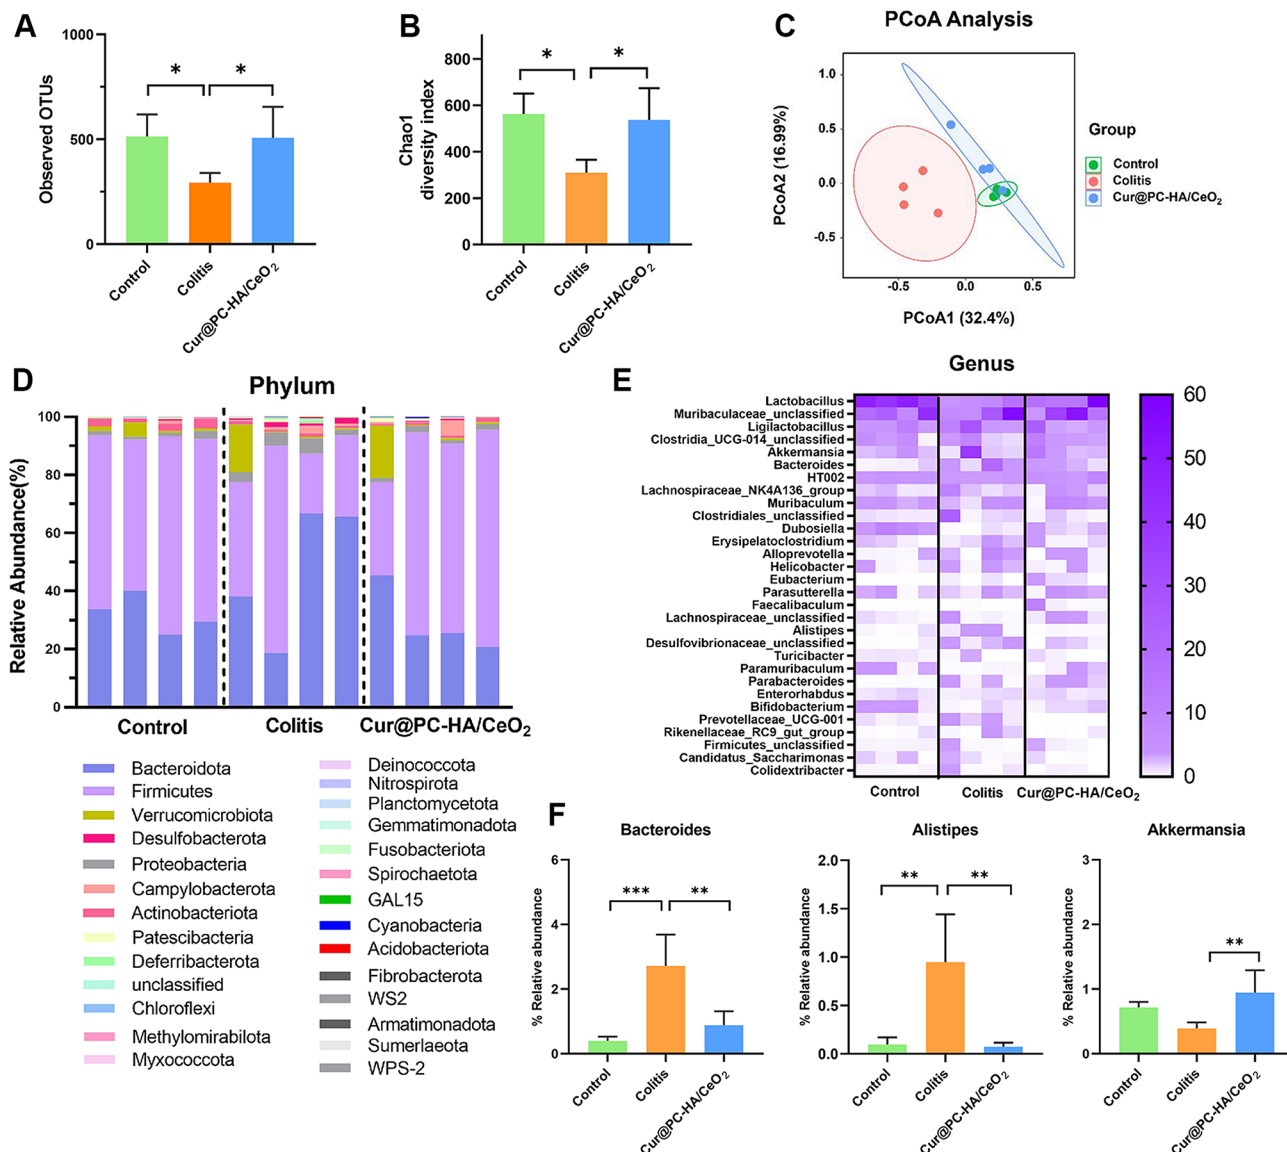 A
1000
500
0
Observed OTUs
*
*
Control
Colitis
Cur@PC-HA/CeO₂
B
800
600
400
200
0
Chao1
diversity index
*
*
Control
Colitis
Cur@PC-HA/CeO₂
C
PCoA Analysis
1.0
0.5
0.0
-0.5
PCoA2 (16.99%)
-0.5
0.0
0.5
PCoA1 (32.4%)
Group
Control
Colitis
Cur@PC-HA/CeO₂
D
Phylum
100
80
60
40
20
0
Relative Abundance(%)
Control
Colitis
Cur@PC-HA/CeO₂
Bacteroidota
Firmicutes
Verrucomicrobiota
Desulfobacterota
Proteobacteria
Campylobacterota
Actinobacteriota
Patescibacteria
Deferribacterota
unclassified
Chloroflexi
Methylomirabilota
Myxococcota
Deinococcota
Nitrospirota
Planctomycetota
Gemmatimonadota
Fusobacteriota
Spirochaetota
GAL15
Cyanobacteria
Acidobacteriota
Fibrobacterota
WS2
Armatimonadota
Sumerlaeota
WPS-2
E
Genus
Lactobacillus
Muribaculaceae_unclassified
Ligilactobacillus
Clostridia_UCG-014_unclassified
Akkermansia
Bacteroides
HT002
Lachnospiraceae_NK4A136_group
Muribaculum
Clostridiales_unclassified
Dubosiella
Erysipelatoclostridium
Alloprevotella
Helicobacter
Eubacterium
Parasutterella
Faecalibaculum
Lachnospiraceae_unclassified
Alistipes
Desulfovibrionaceae_unclassified
Turicibacter
Paramuribaculum
Parabacteroides
Enterorhabdus
Bifidobacterium
Prevotellaceae_UCG-001
Rikenellaceae_RC9_gut_group
Firmicutes_unclassified
Candidatus_Saccharimonas
Colidextribacter
Control
Colitis
Cur@PC-HA/CeO₂
60
50
40
30
20
10
0
F
Bacteroides
6
4
2
0
% Relative abundance
***
**
Control
Colitis
Cur@PC-HA/CeO₂
Alistipes
2.0
1.5
1.0
0.5
0.0
% Relative abundance
**
**
Control
Colitis
Cur@PC-HA/CeO₂
Akkermansia
3
2
1
0
% Relative abundance
**
Control
Colitis
Cur@PC-HA/CeO₂